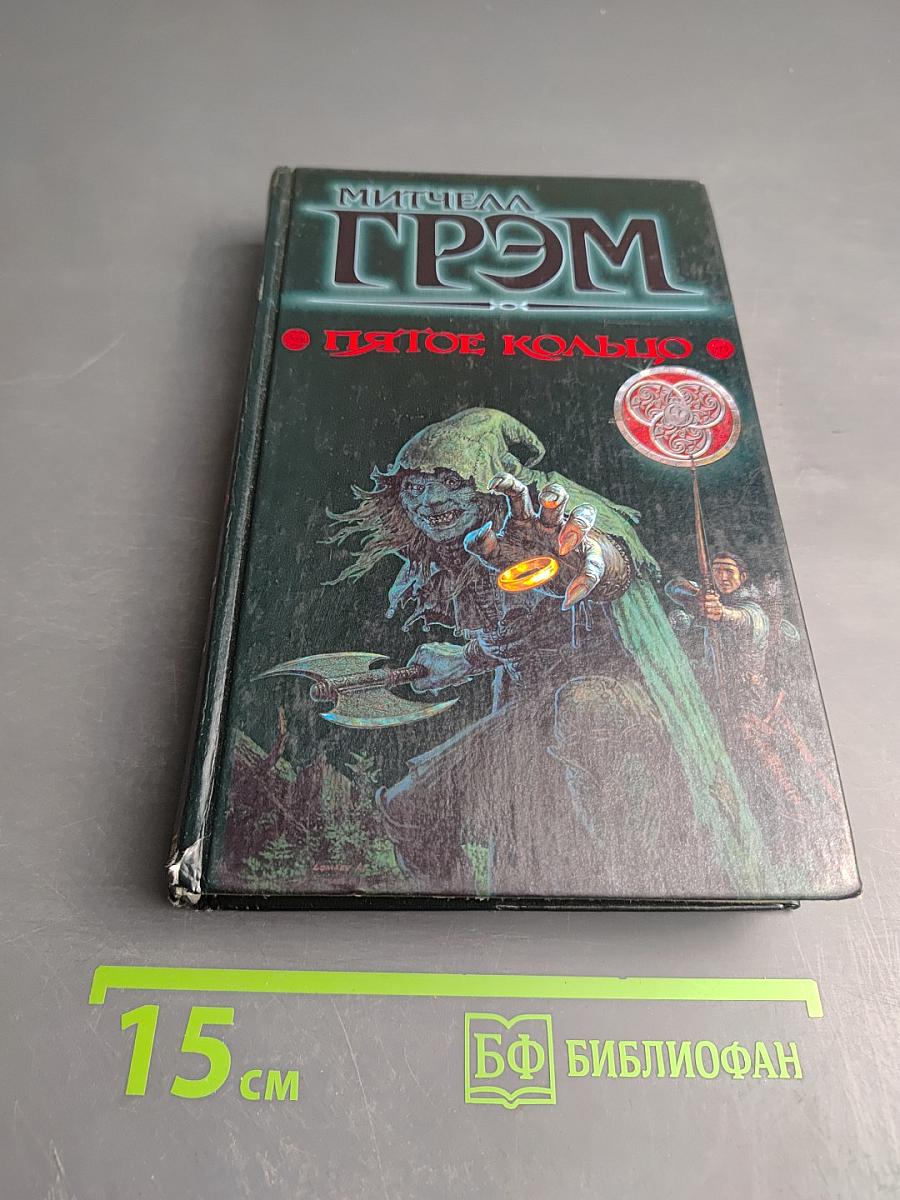 МИТЧЕЛЛ
ГРЭМ
ПЯТОЕ КОЛЬЦО
15 см
БФ БИБЛИОФАН